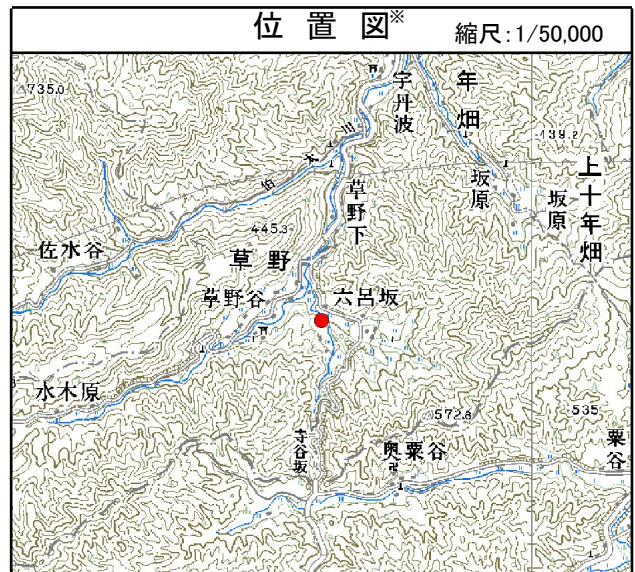 位 置 図※
縮尺:1/50,000
735.0
宇丹波
年畑
439.2
上十年畑
坂原
坂原
草野下
佐水谷
445.3
草野
草野谷
六呂坂
水木原
572.8
535
寺谷坂
奥粟谷
粟谷